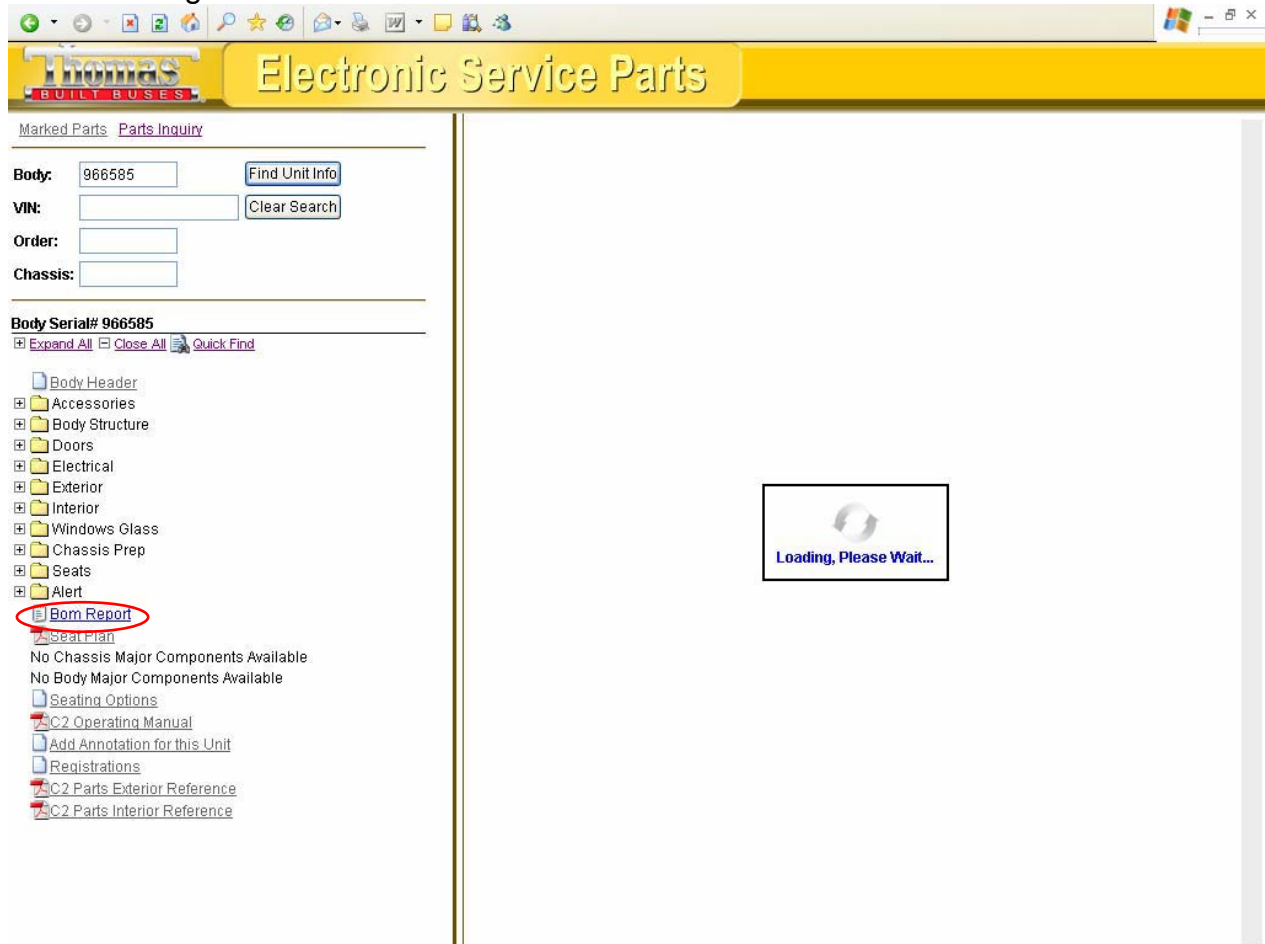 Thomas
BUILT BUSES
Electronic Service Parts
Marked Parts Parts Inquiry
Body: 966585 Find Unit Info
VIN: Clear Search
Order:
Chassis:
Body Serial# 966585
Expand All Close All Quick Find
Body Header
Accessories
Body Structure
Doors
Electrical
Exterior
Interior
Windows Glass
Chassis Prep
Seats
Alert
Bom Report
Seat Plan
No Chassis Major Components Available
No Body Major Components Available
Seating Options
C2 Operating Manual
Add Annotation for this Unit
Registrations
C2 Parts Exterior Reference
C2 Parts Interior Reference
Loading, Please Wait...